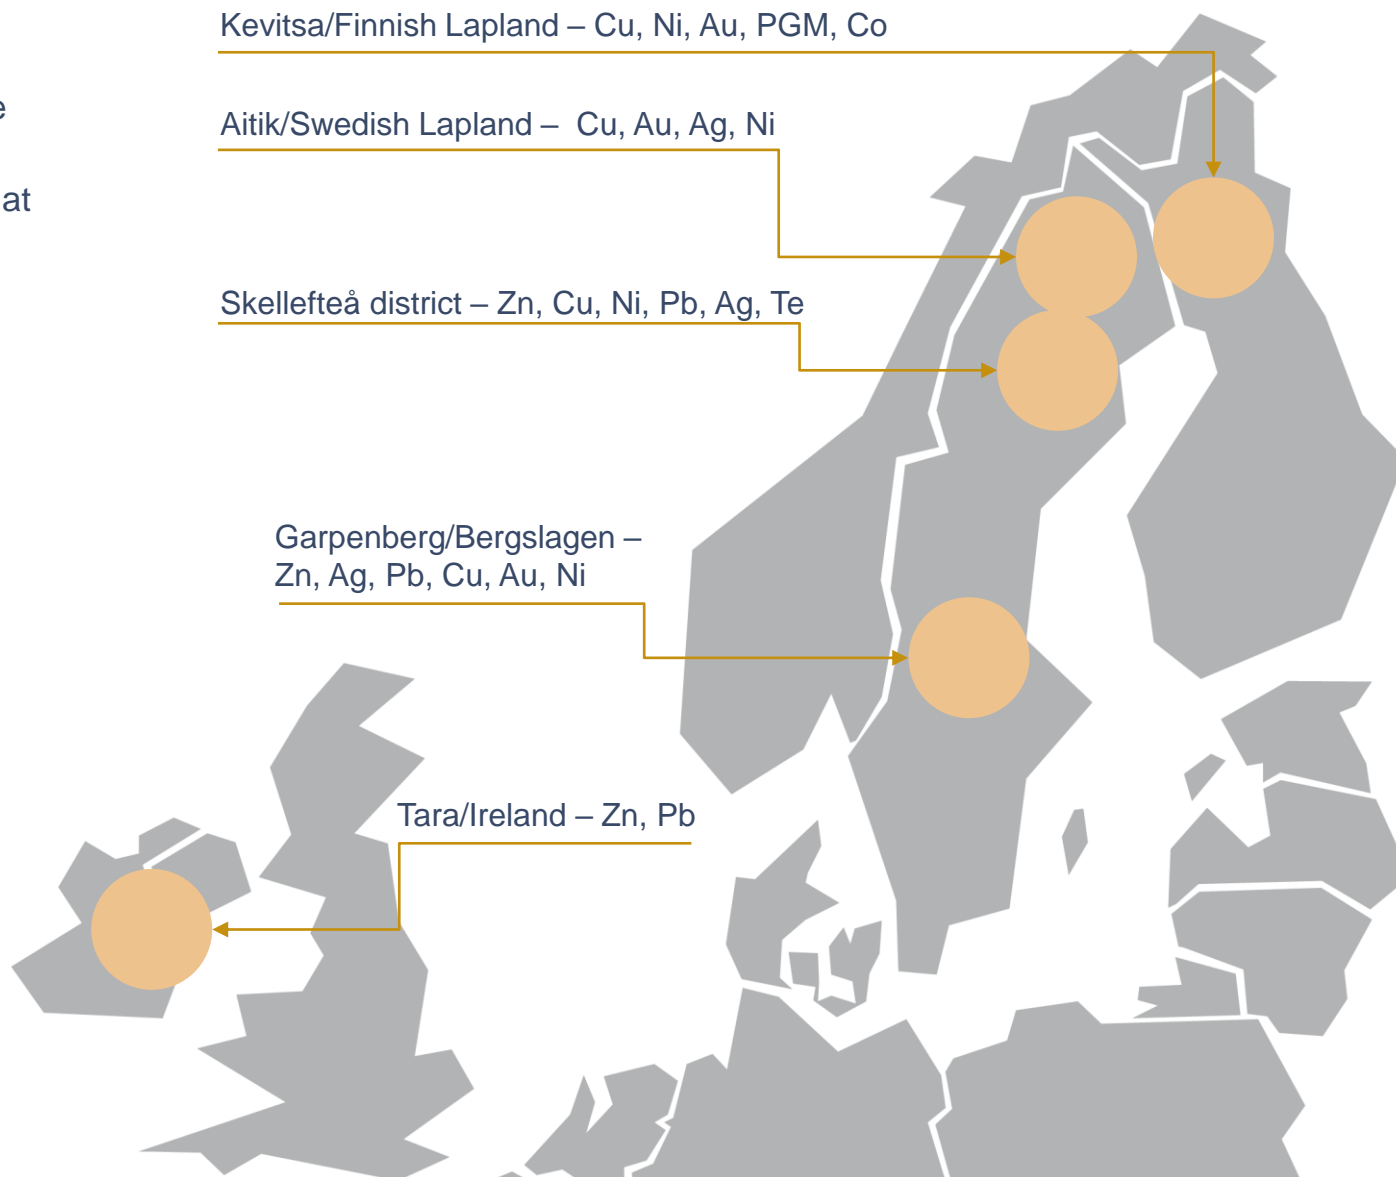 Kevitsa/Finnish Lapland – Cu, Ni, Au, PGM, Co
e
Aitik/Swedish Lapland – Cu, Au, Ag, Ni
at
Skellefteå district – Zn, Cu, Ni, Pb, Ag, Te
Garpenberg/Bergslagen –
Zn, Ag, Pb, Cu, Au, Ni
Tara/Ireland – Zn, Pb